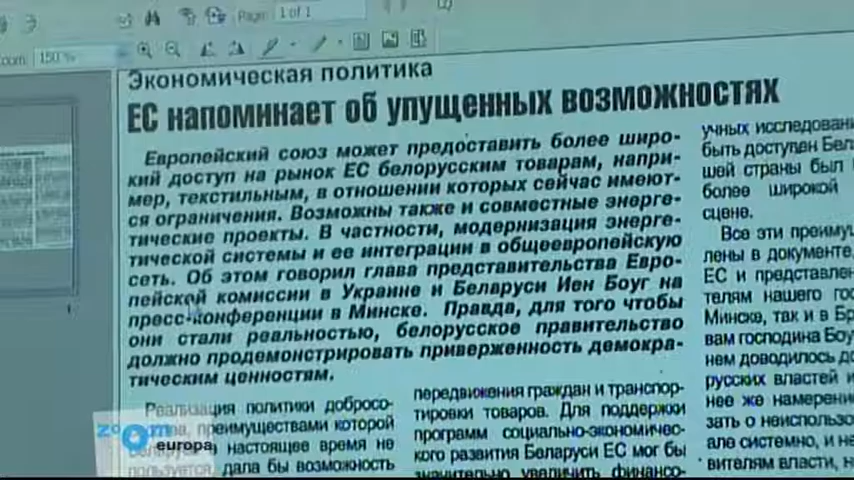 Page: 1 of 1
150 %
Экономическая политика
ЕС напоминает об упущенных возможностях
Европейский союз может предоставить более широ-
кий доступ на рынок ЕС белорусским товарам, напри-
мер, текстильным, в отношении которых сейчас имеют-
ся ограничения. Возможны также и совместные энерге-
тические проекты. В частности, модернизация энерге-
тической системы и ее интеграции в общеевропейскую
сеть. Об этом говорил глава представительства Евро-
пейской комиссии в Украине и Беларуси Иен Боуг на
пресс-конференции в Минске. Правда, для того чтобы
они стали реальностью, белорусское правительство
должно продемонстрировать приверженность демокра-
тическим ценностям.
Реализация политики добросо-
преимуществами которой
настоящее время не
дала бы возможность
передвижения граждан и транспор-
тировки товаров. Для поддержки
программ социально-экономичес-
кого развития Беларуси ЕС мог бы
значительно увеличить финансо-
учных исследовани
быть доступен Бел
шей страны был
более широкой
сцене.
Все эти преимущ
лены в документе,
ЕС и представлен
телям нашего гос
Минске, так и в Бр
вам господина Боу
нем доводилось до
русских властей и
нее же намерени
зать о неиспользо
але системно, и не
вителям власти, н
zoom
europa